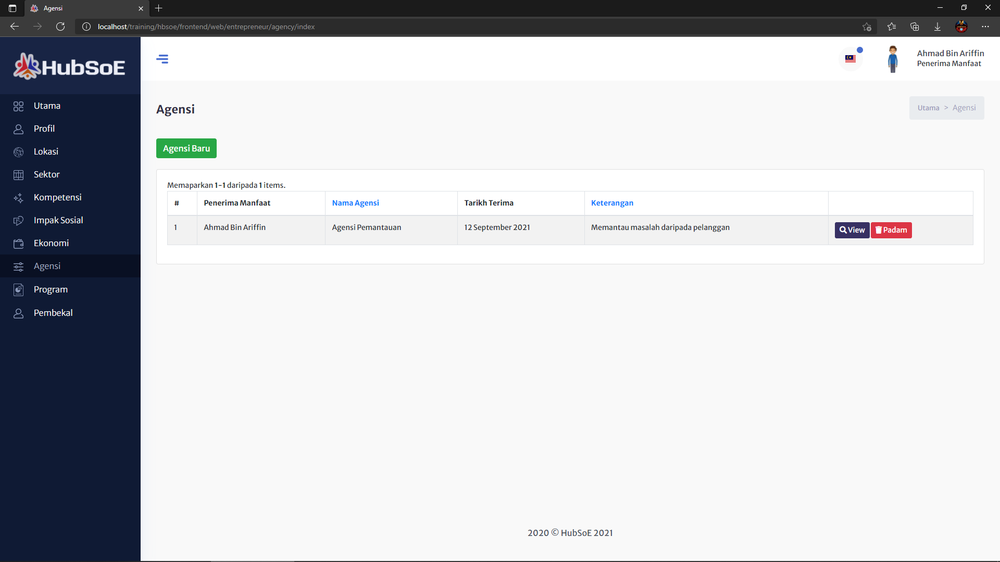 Agensi
localhost/training/hbsoe/frontend/web/entrepreneur/agency/index
HubSoE
Ahmad Bin Ariffin
Penerima Manfaat
Utama
Profil
Lokasi
Sektor
Kompetensi
Impak Sosial
Ekonomi
Agensi
Program
Pembekal
Agensi
Utama > Agensi
Agensi Baru
Memaparkan 1-1 daripada 1 items.
# Penerima Manfaat Nama Agensi Tarikh Terima Keterangan
1 Ahmad Bin Ariffin Agensi Pemantauan 12 September 2021 Memantau masalah daripada pelanggan View Padam
2020 © HubSoE 2021